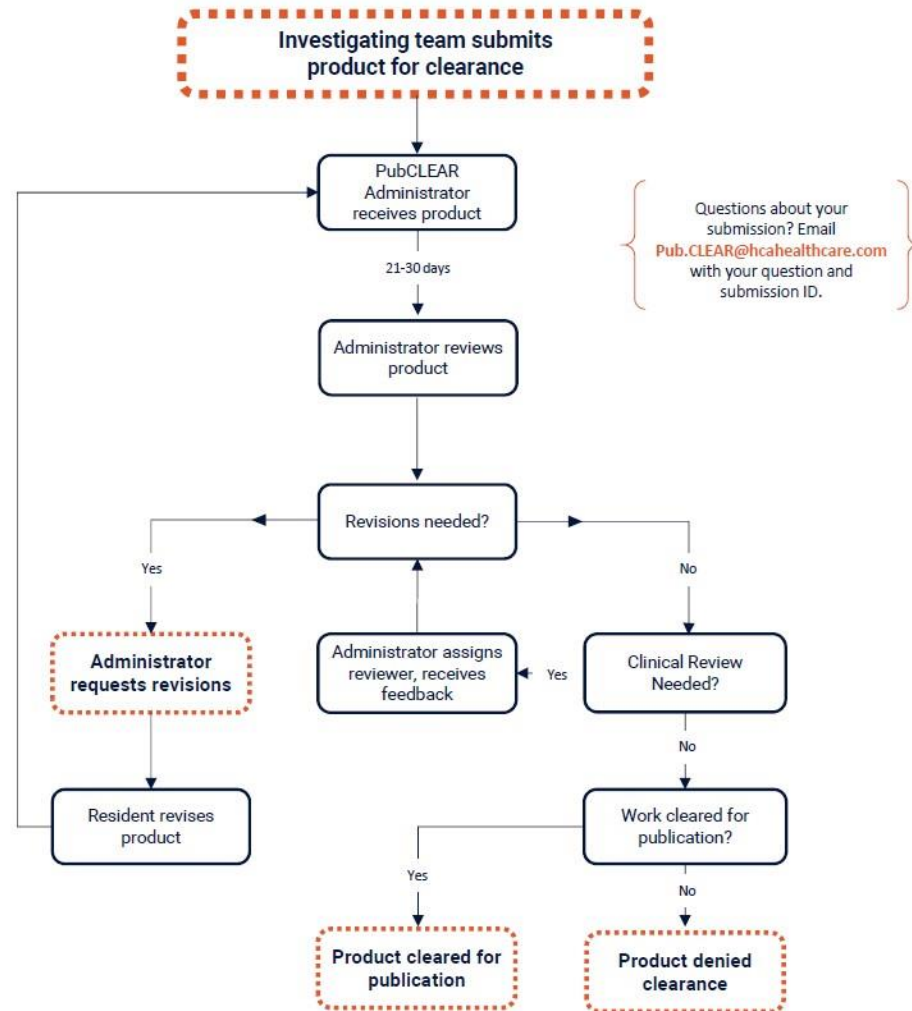 Investigating team submits
product for clearance
PubCLEAR
Administrator
receives product
Questions about your
submission? Email
Pub.CLEAR@hcahealthcare.com
with your question and
submission ID.
21-30 days
Administrator reviews
product
Revisions needed?
Yes
No
Administrator
requests revisions
Administrator assigns
reviewer, receives
feedback
Yes
Clinical Review
Needed?
No
Resident revises
product
Work cleared for
publication?
Yes
No
Product cleared for
publication
Product denied
clearance